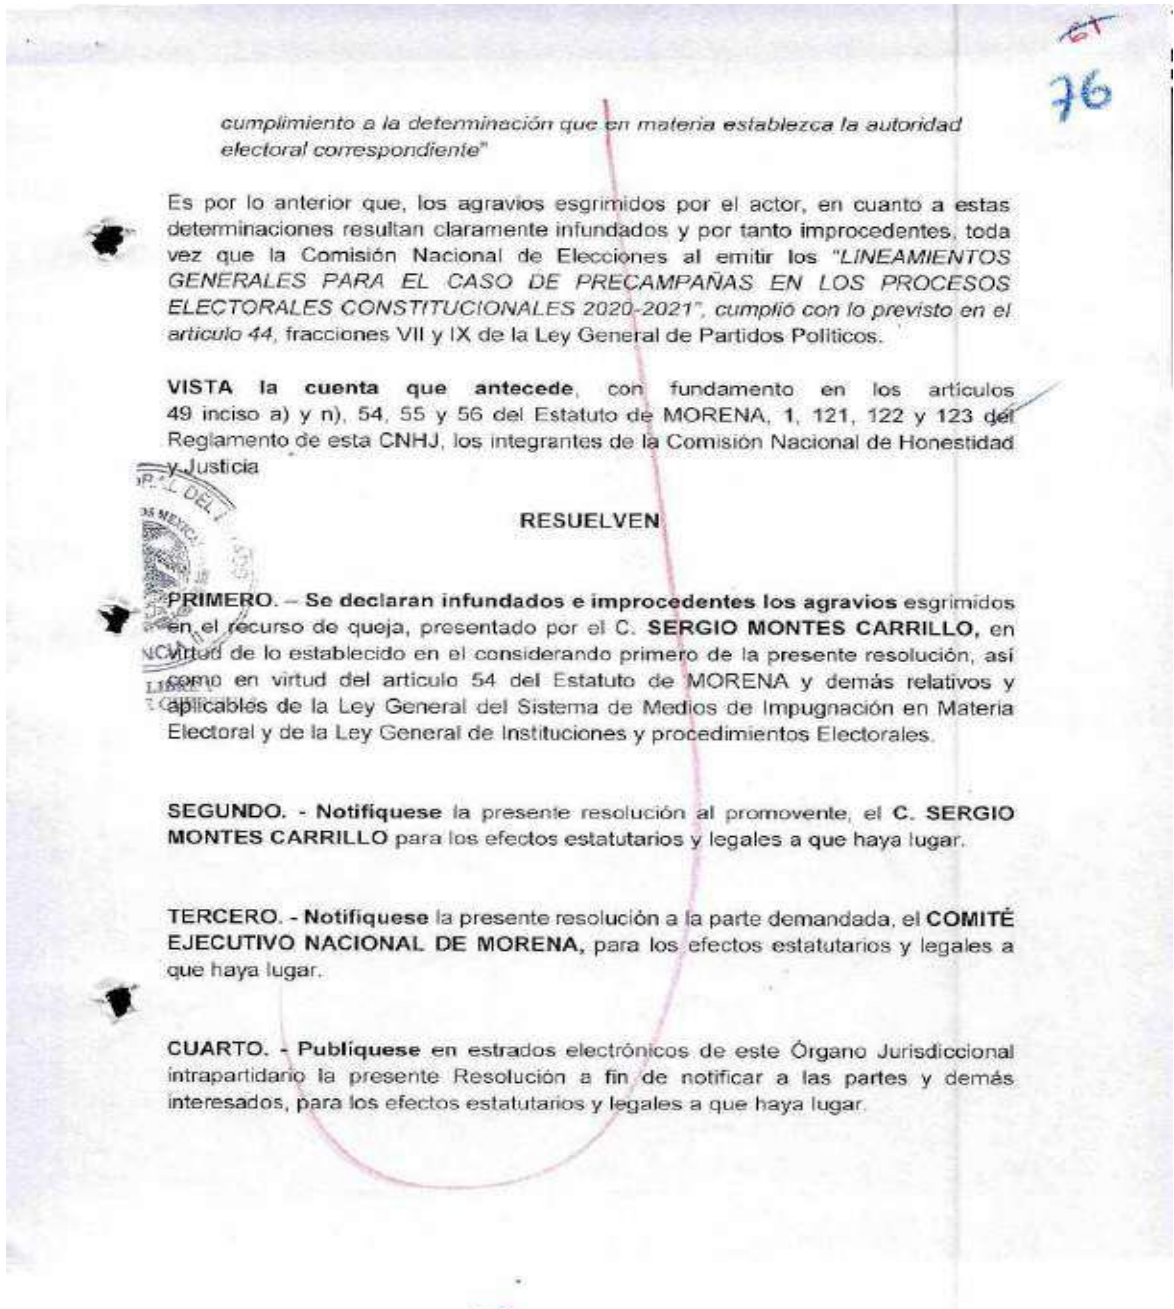 61
76
cumplimiento a la determinación que en materia establezca la autoridad
electoral correspondiente"
Es por lo anterior que, los agravios esgrimidos por el actor, en cuanto a estas
determinaciones resultan claramente infundados y por tanto improcedentes, toda
vez que la Comisión Nacional de Elecciones al emitir los "LINEAMIENTOS
GENERALES PARA EL CASO DE PRECAMPAÑAS EN LOS PROCESOS
ELECTORALES CONSTITUCIONALES 2020-2021", cumplió con lo previsto en el
artículo 44, fracciones VII y IX de la Ley General de Partidos Políticos.
VISTA la cuenta que antecede, con fundamento en los artículos
49 inciso a) y n), 54, 55 y 56 del Estatuto de MORENA, 1, 121, 122 y 123 del
Reglamento de esta CNHJ, los integrantes de la Comisión Nacional de Honestidad
y Justicia
RESUELVEN
PRIMERO. – Se declaran infundados e improcedentes los agravios esgrimidos
en el recurso de queja, presentado por el C. SERGIO MONTES CARRILLO, en
virtud de lo establecido en el considerando primero de la presente resolución, así
como en virtud del artículo 54 del Estatuto de MORENA y demás relativos y
aplicables de la Ley General del Sistema de Medios de Impugnación en Materia
Electoral y de la Ley General de Instituciones y procedimientos Electorales.
SEGUNDO. - Notifíquese la presente resolución al promovente, el C. SERGIO
MONTES CARRILLO para los efectos estatutarios y legales a que haya lugar.
TERCERO. - Notifíquese la presente resolución a la parte demandada, el COMITÉ
EJECUTIVO NACIONAL DE MORENA, para los efectos estatutarios y legales a
que haya lugar.
CUARTO. - Publíquese en estrados electrónicos de este Órgano Jurisdiccional
intrapartidario la presente Resolución a fin de notificar a las partes y demás
interesados, para los efectos estatutarios y legales a que haya lugar.